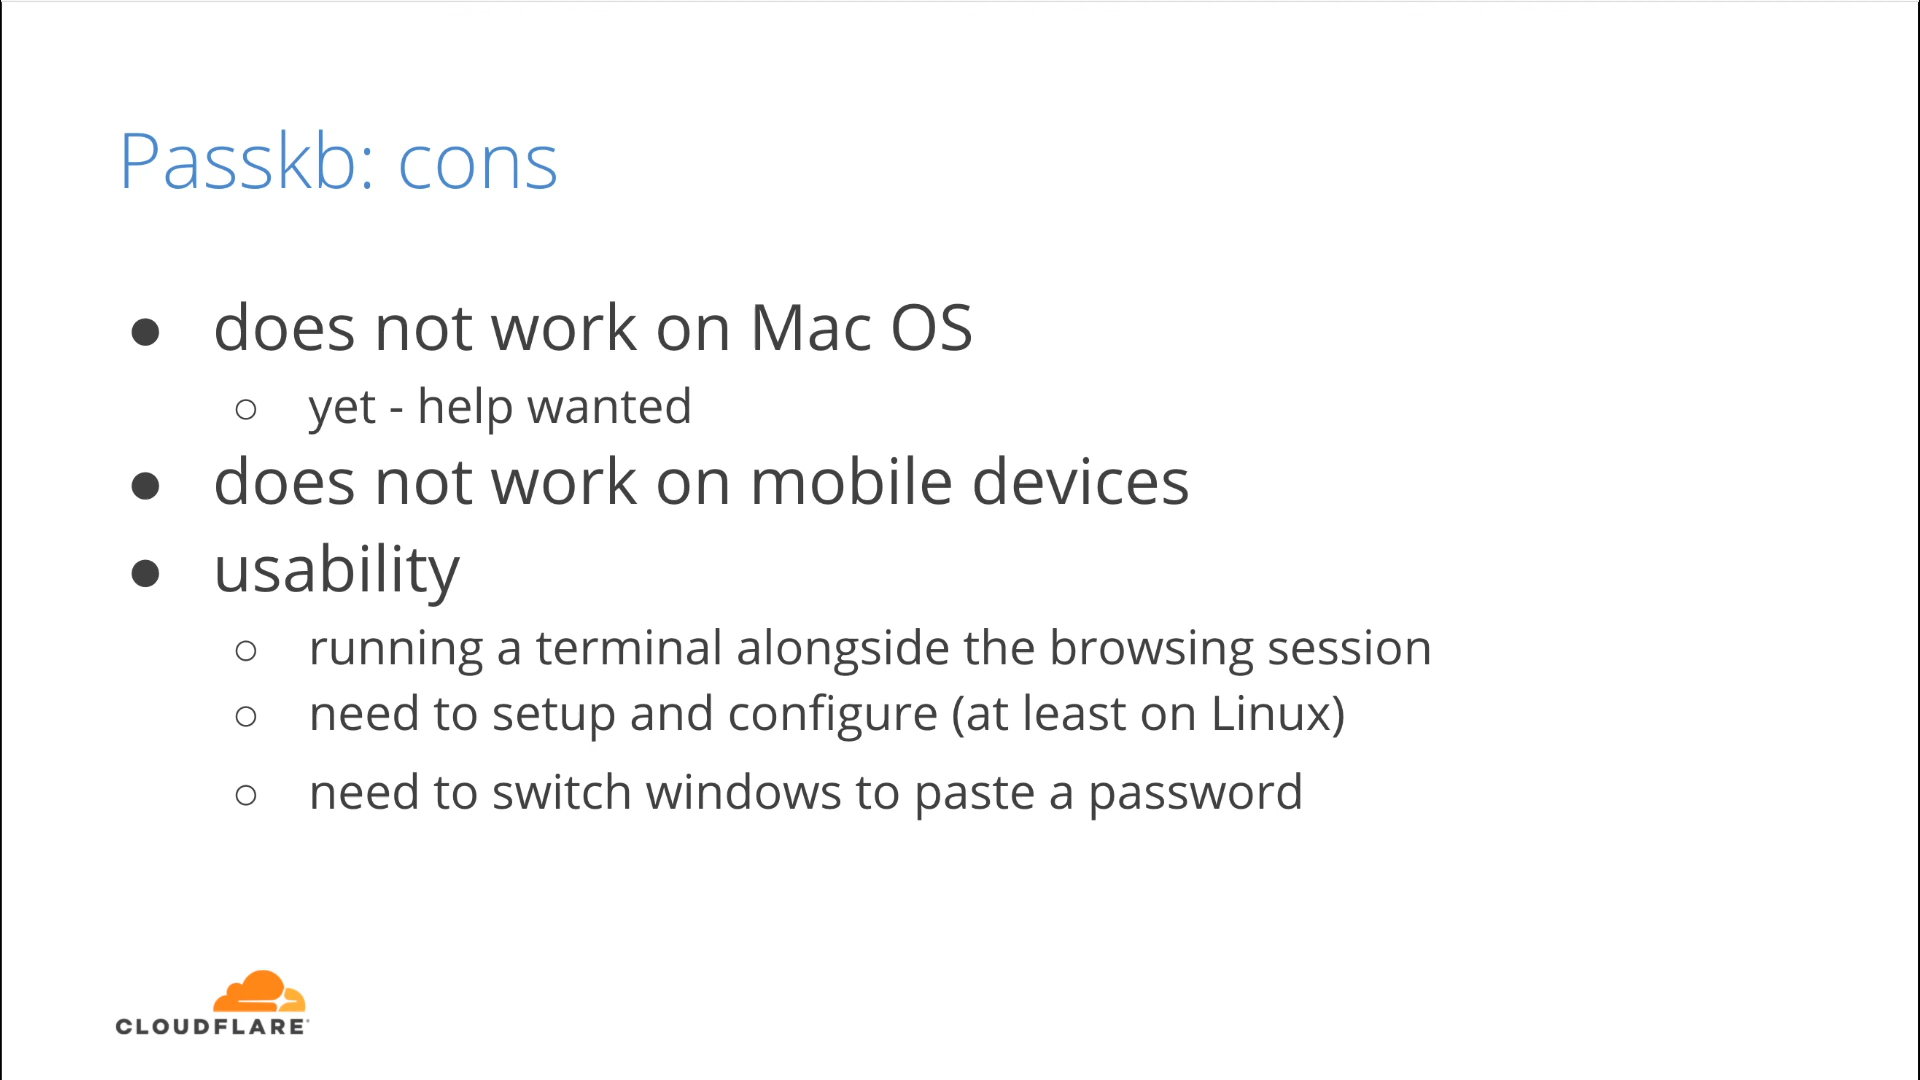 Passkb: cons
● does not work on Mac OS
○ yet - help wanted
● does not work on mobile devices
● usability
○ running a terminal alongside the browsing session
○ need to setup and configure (at least on Linux)
○ need to switch windows to paste a password
CLOUDFLARE